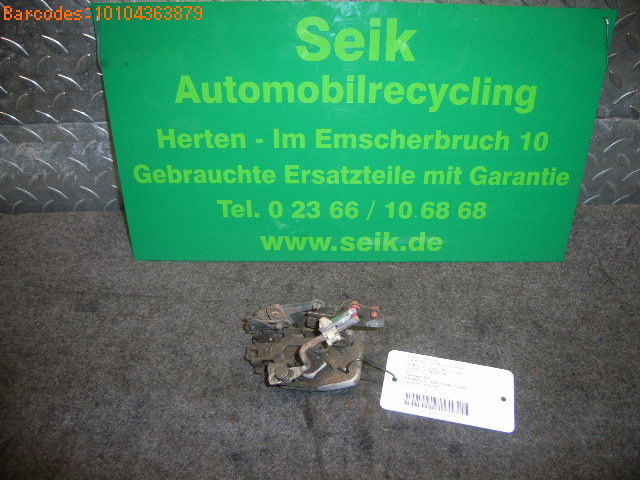 Barcodes:10104363879
Seik
Automobilrecycling
Herten - Im Emscherbruch 10
Gebrauchte Ersatzteile mit Garantie
Tel. 0 23 66 / 10 68 68
www.seik.de